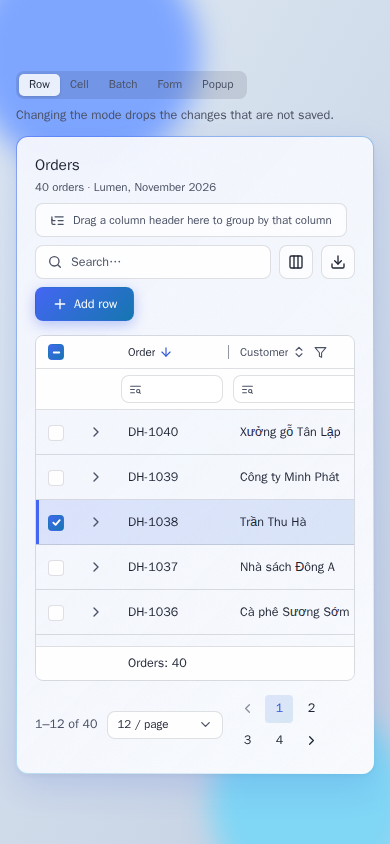 Row Cell Batch Form Popup
Changing the mode drops the changes that are not saved.
Orders
40 orders · Lumen, November 2026
Drag a column header here to group by that column
Search···
Add row
Order Customer
DH-1040 Xưởng gỗ Tân Lập
DH-1039 Công ty Minh Phát
DH-1038 Trần Thu Hà
DH-1037 Nhà sách Đông A
DH-1036 Cà phê Sương Sớm
Orders: 40
1–12 of 40 12 / page 1 2
3 4